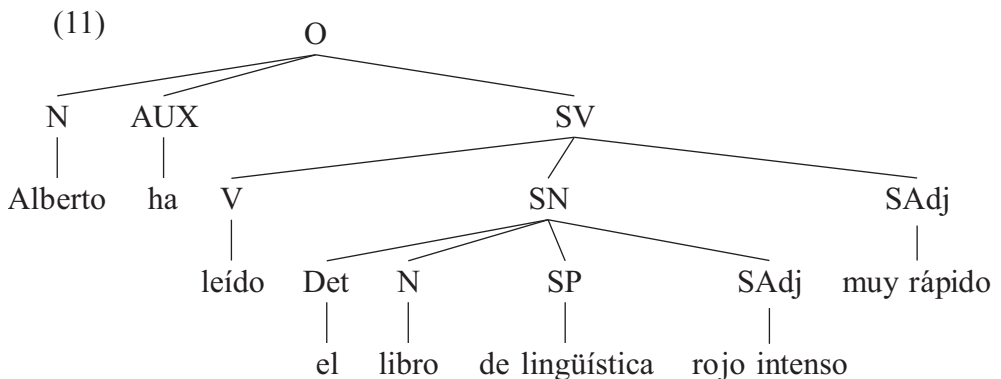 (11)
O
N AUX SV
Alberto ha V SN SAdj
leído Det N SP SAdj muy rápido
el libro de lingüística rojo intenso